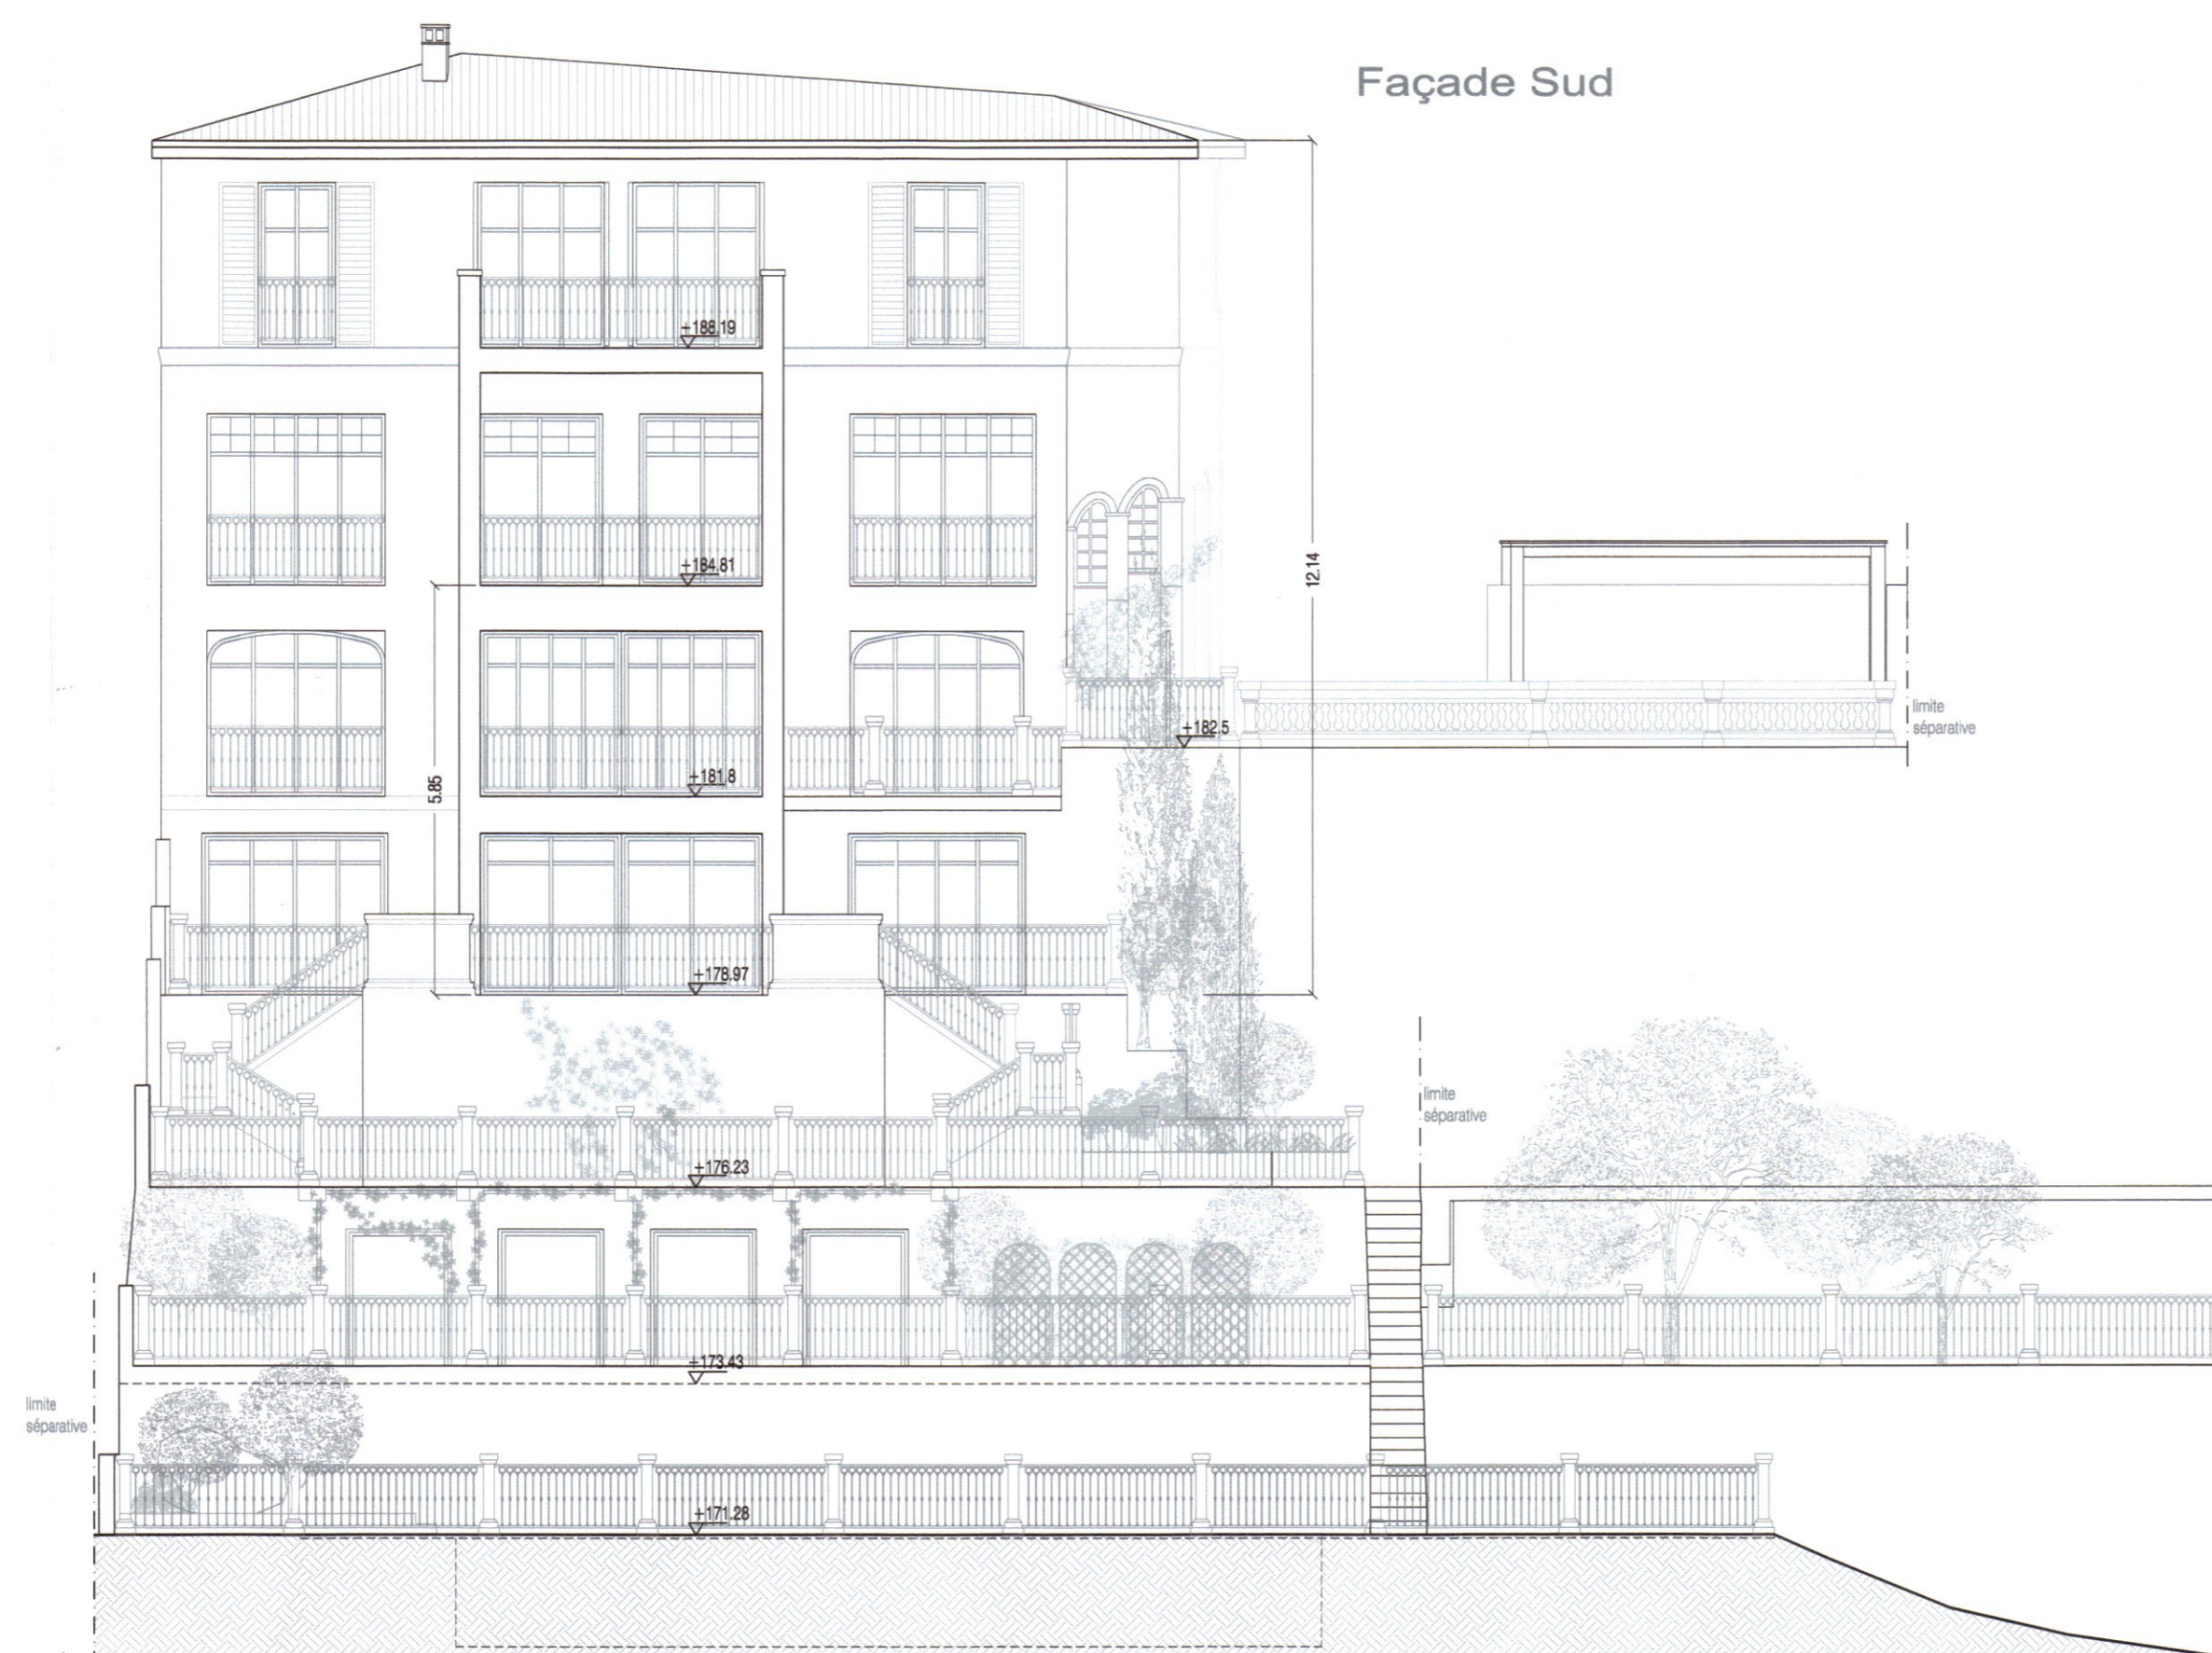 Façade Sud
+188.19
+184.81
12.14
limite
séparative
+182.5
+181.8
5.85
+178.97
limite
séparative
+176.23
+173.43
limite
séparative
+171.28